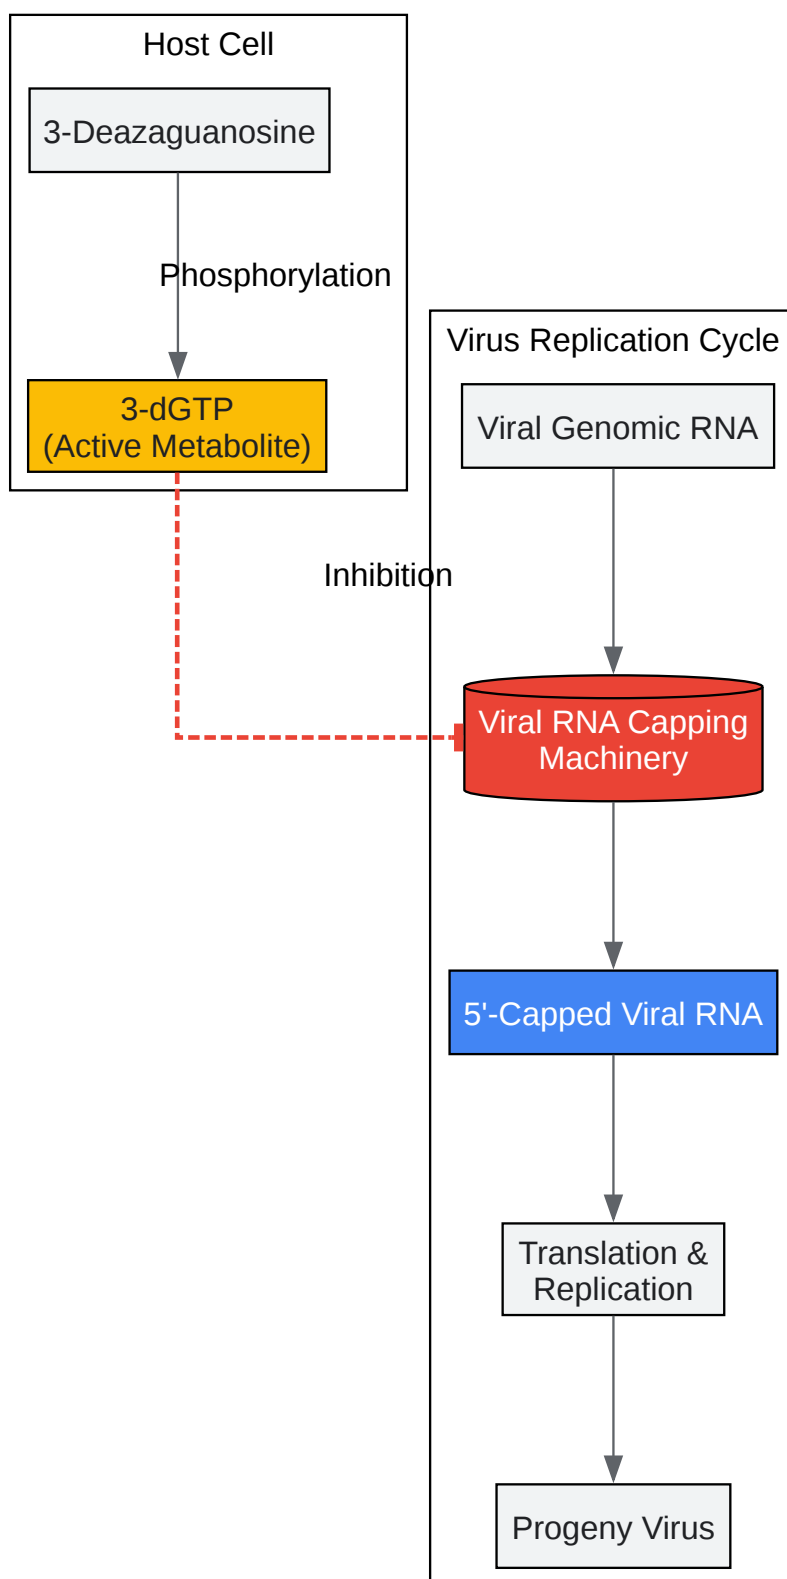 Host Cell
3-Deazaguanosine
Phosphorylation
3-dGTP
(Active Metabolite)
Virus Replication Cycle
Viral Genomic RNA
Inhibition
Viral RNA Capping
Machinery
5'-Capped Viral RNA
Translation &
Replication
Progeny Virus